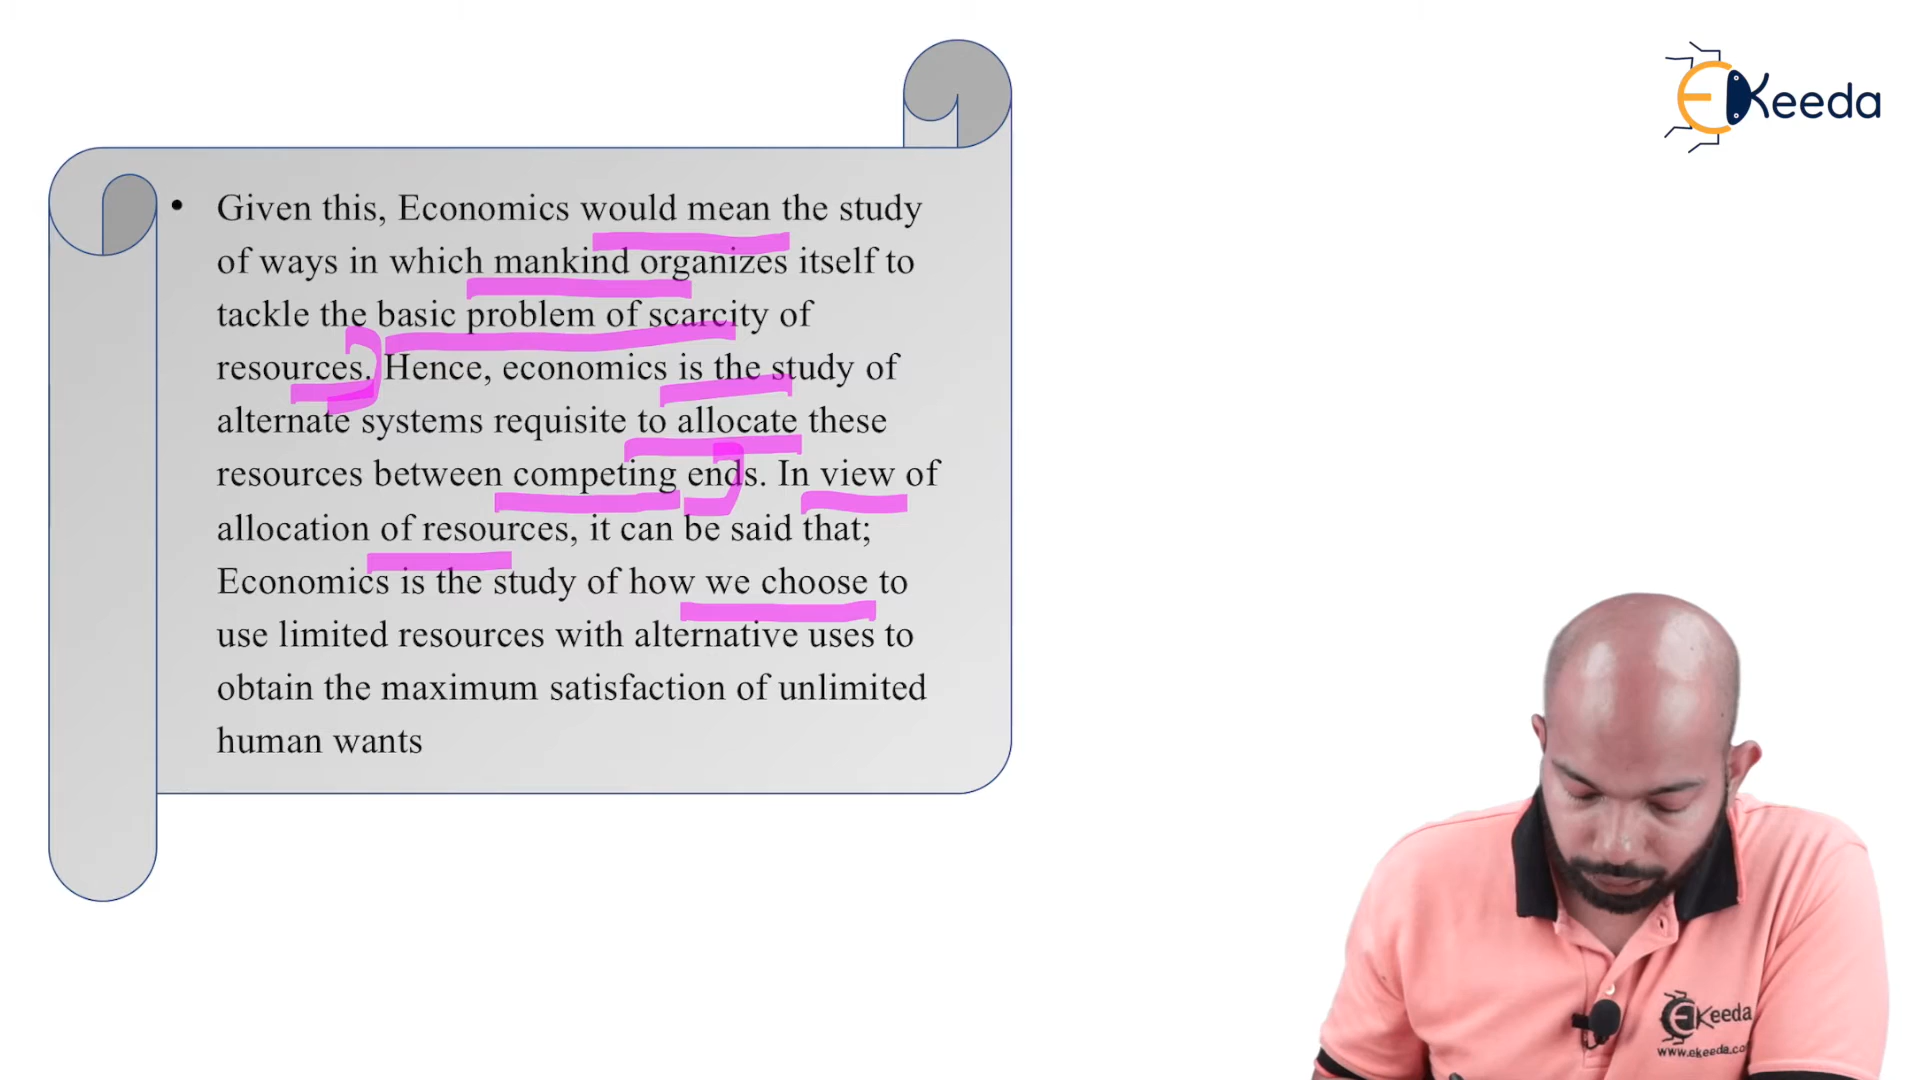 EKeeda
• Given this, Economics would mean the study
of ways in which mankind organizes itself to
tackle the basic problem of scarcity of
resources. Hence, economics is the study of
alternate systems requisite to allocate these
resources between competing ends. In view of
allocation of resources, it can be said that;
Economics is the study of how we choose to
use limited resources with alternative uses to
obtain the maximum satisfaction of unlimited
human wants
EKeeda
www.ekeeda.co